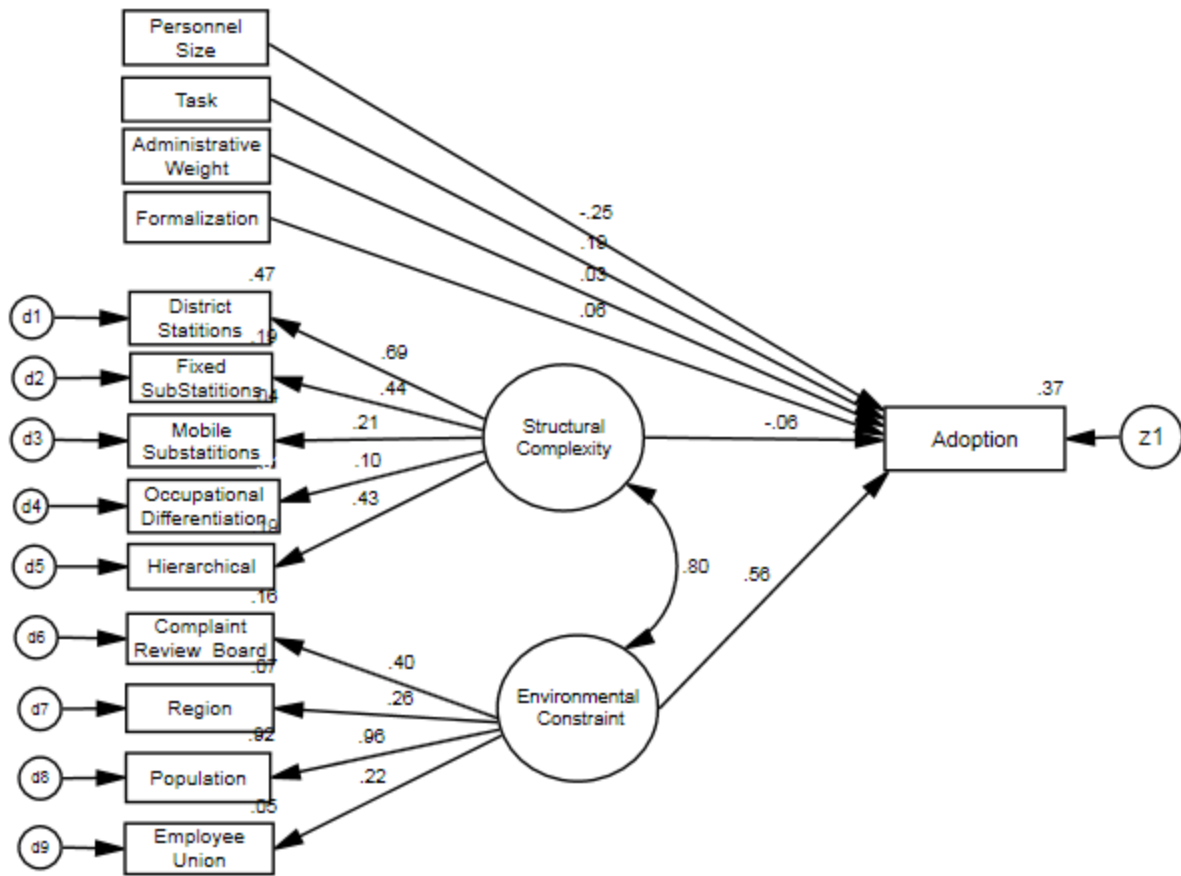 Personnel
Size
Task
Administrative
Weight
Formalization
-.25
.19
.03
.06
.47
d1
District
Statitions
.19
.69
d2
Fixed
SubStatitions
.04
.44
d3
Mobile
Substatitions
.21
d4
Occupational
Differentiation
.10
.19
d5
Hierarchical
.43
Structural
Complexity
-.06
.37
Adoption
z1
.80
.56
.16
d6
Complaint
Review Board
.07
.40
d7
Region
.26
.92
d8
Population
.96
.05
d9
Employee
Union
.22
Environmental
Constraint